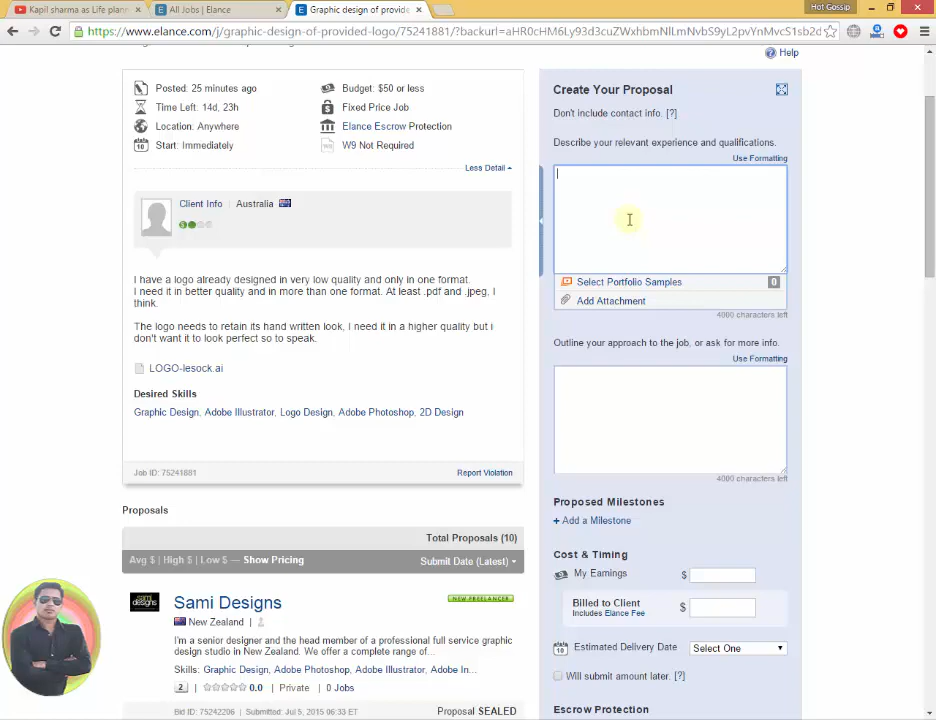 Kapil sharma as Life plann
All Jobs | Elance
Graphic design of provide
Hot Gossip
https://www.elance.com/j/graphic-design-of-provided-logo/75241881/?backurl=aHR0cHM6Ly93d3cuZWxhbmNlLmNvbS9yL2pvYnMvcS1sb2d
Help
Posted: 25 minutes ago
Budget: $50 or less
Time Left: 14d, 23h
Fixed Price Job
Location: Anywhere
Elance Escrow Protection
Start: Immediately
W9 Not Required
Less Detail
Client Info | Australia
I have a logo already designed in very low quality and only in one format.
I need it in better quality and in more than one format. At least .pdf and .jpeg, I
think.
The logo needs to retain its hand written look, I need it in a higher quality but i
don't want it to look perfect so to speak.
LOGO-lesock.ai
Desired Skills
Graphic Design, Adobe Illustrator, Logo Design, Adobe Photoshop, 2D Design
Job ID: 75241881
Report Violation
Proposals
Total Proposals (10)
Avg $ | High $ | Low $ — Show Pricing
Submit Date (Latest)
sami designs
Sami Designs
NEW FREELANCER
New Zealand |
I'm a senior designer and the head member of a professional full service graphic
design studio in New Zealand. We offer a complete range of...
Skills: Graphic Design, Adobe Photoshop, Adobe Illustrator, Adobe In...
2 | 0.0 | Private | 0 Jobs
Bid ID: 75242206 | Submitted: Jul 5, 2015 06:33 ET
Proposal SEALED
Create Your Proposal
Don't include contact info. [?]
Describe your relevant experience and qualifications.
Use Formatting
Select Portfolio Samples
0
Add Attachment
4000 characters left
Outline your approach to the job, or ask for more info.
Use Formatting
4000 characters left
Proposed Milestones
+ Add a Milestone
Cost & Timing
My Earnings
$
Billed to Client
Includes Elance Fee
$
10 Estimated Delivery Date
Select One
Will submit amount later. [?]
Escrow Protection